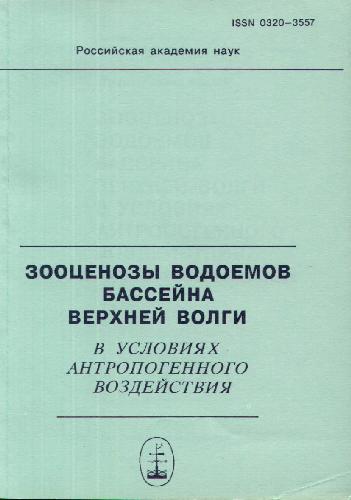 ISSN 0320-3557
Российская академия наук
ЗООЦЕНОЗЫ ВОДОЕМОВ
БАССЕЙНА
ВЕРХНЕЙ ВОЛГИ
В УСЛОВИЯХ
АНТРОПОГЕННОГО
ВОЗДЕЙСТВИЯ